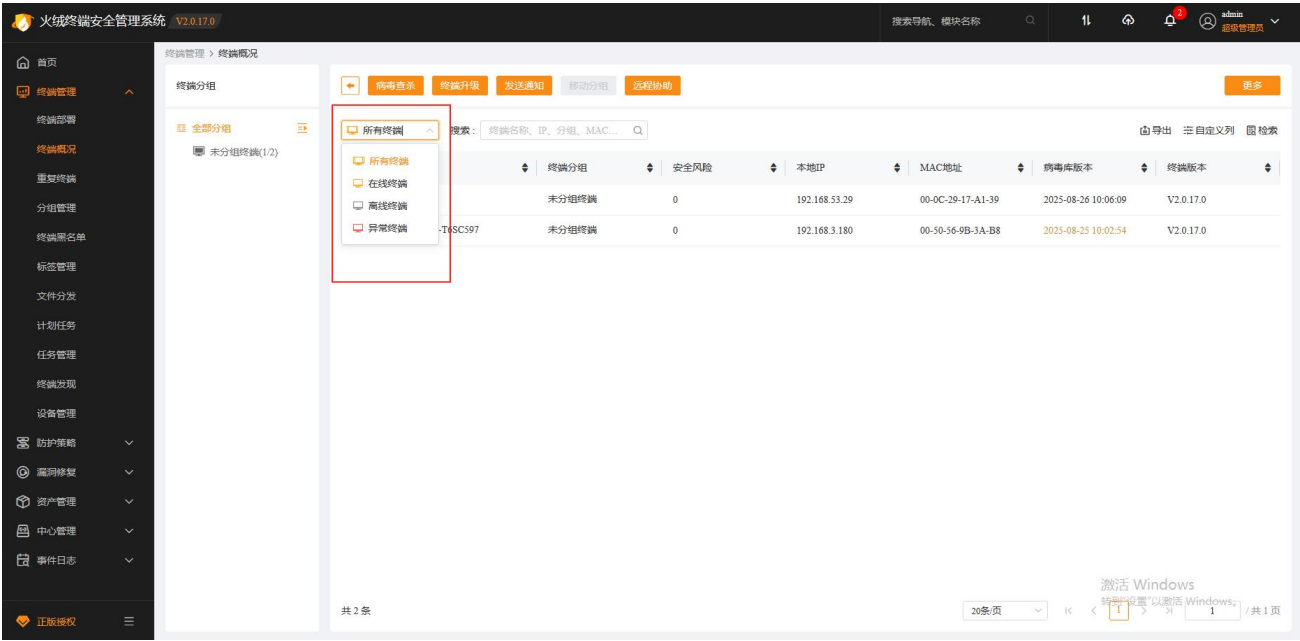 火绒终端安全管理系统 V2.0.17.0
搜索导航、模块名称
2
admin
超级管理员
首页
终端管理
终端部署
终端概况
重复终端
分组管理
终端黑名单
标签管理
文件分发
计划任务
任务管理
终端发现
设备管理
防护策略
漏洞修复
资产管理
中心管理
事件日志
正版授权
终端管理 > 终端概况
终端分组
全部分组
未分组终端(1/2)
病毒查杀 终端升级 发送通知 移动分组 远程协助 更多
所有终端 搜索: 终端名称、IP、分组、MAC... 导出 自定义列 检索
所有终端
在线终端
离线终端
异常终端
终端分组 安全风险 本地IP MAC地址 病毒库版本 终端版本
未分组终端 0 192.168.53.29 00-0C-29-17-A1-39 2025-08-26 10:06:09 V2.0.17.0
-T6SC597 未分组终端 0 192.168.3.180 00-50-56-9B-3A-B8 2025-08-25 10:02:54 V2.0.17.0
激活 Windows
转到"设置"以激活 Windows。
共 2 条 20条/页 1 1 /共 1 页